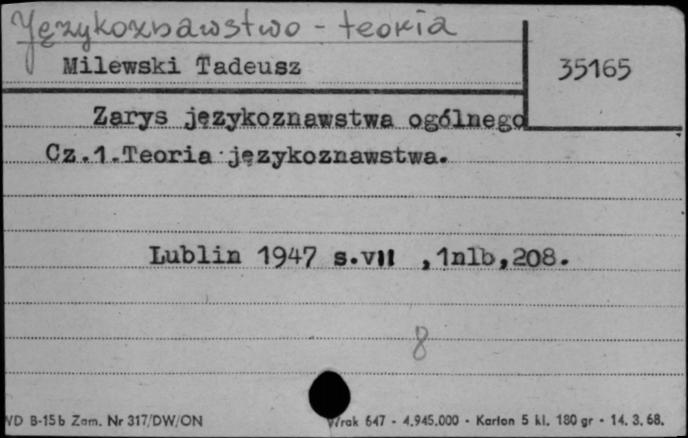 Językoznawstwo - teoria
Milewski Tadeusz
35165
Zarys językoznawstwa ogólnego
Cz.1.Teoria językoznawstwa.
Lublin 1947 s.vII ,1nlb,208.
8
WD B-15b Zam. Nr 317/DW/ON Wrak 647 - 4.945.000 - Karton 5 kl. 180 gr - 14. 3. 68.